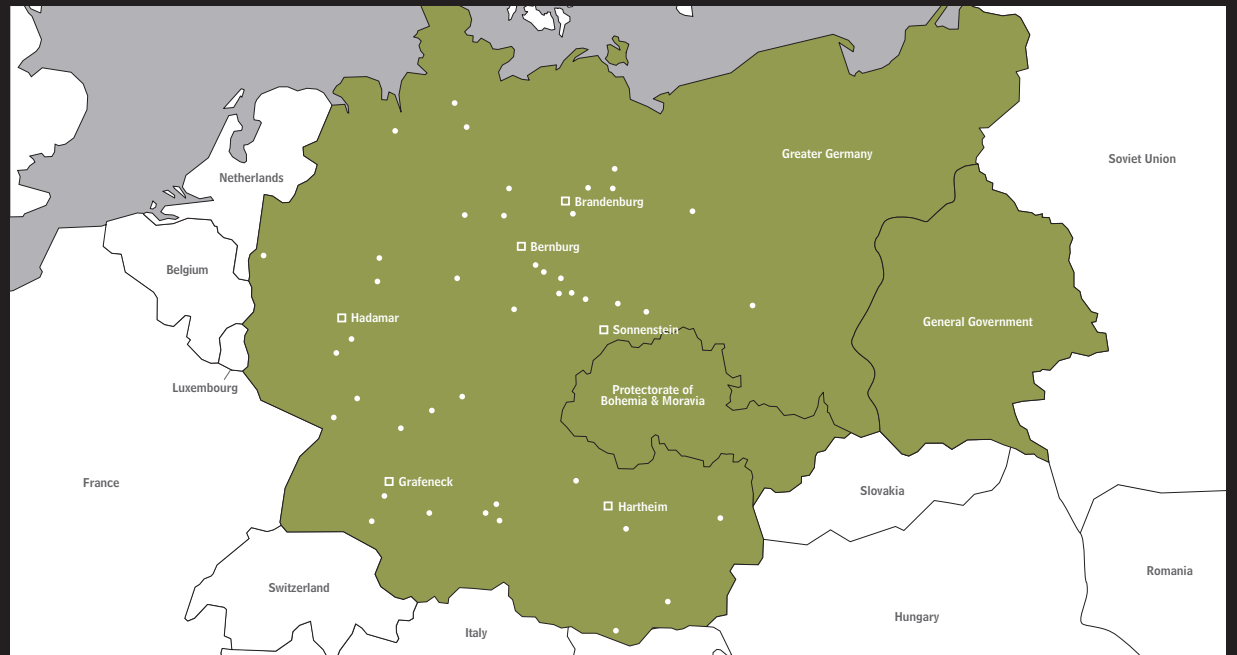 Greater Germany
Soviet Union
Netherlands
Brandenburg
Bernburg
Belgium
Hadamar
General Government
Sonnenstein
Luxembourg
Protectorate of
Bohemia & Moravia
France
Grafeneck
Slovakia
Hartheim
Romania
Switzerland
Hungary
Italy